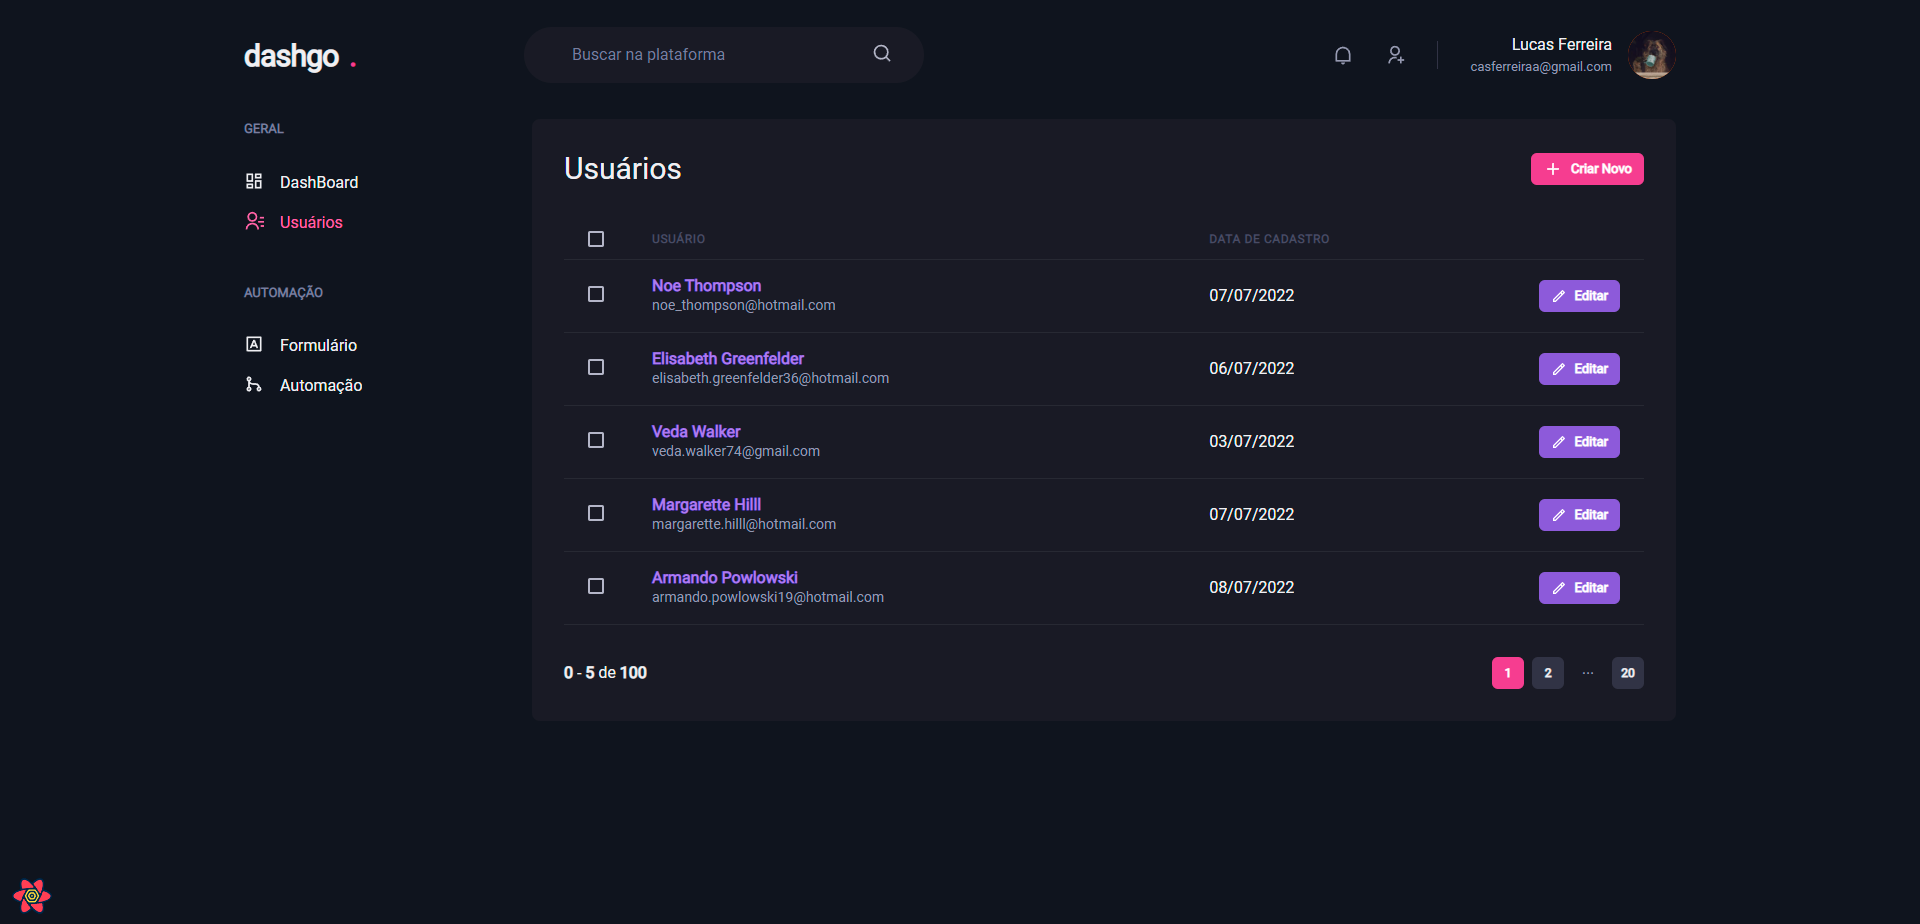 dashgo .
Buscar na plataforma
Lucas Ferreira
casferreiraa@gmail.com
GERAL
DashBoard
Usuários
AUTOMAÇÃO
Formulário
Automação
Usuários
Criar Novo
USUÁRIO DATA DE CADASTRO
Noe Thompson
noe_thompson@hotmail.com
07/07/2022
Editar
Elisabeth Greenfelder
elisabeth.greenfelder36@hotmail.com
06/07/2022
Editar
Veda Walker
veda.walker74@gmail.com
03/07/2022
Editar
Margarette Hilll
margarette.hilll@hotmail.com
07/07/2022
Editar
Armando Powlowski
armando.powlowski19@hotmail.com
08/07/2022
Editar
0 - 5 de 100
1 2 ... 20